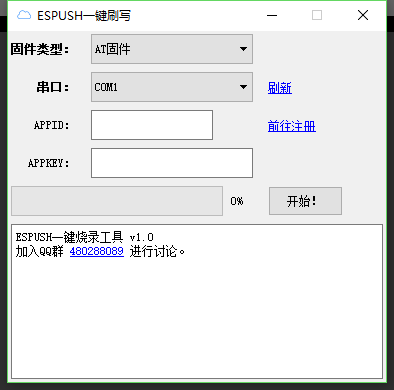 ESPUSH一键刷写
固件类型: AT固件
串口: COM1 刷新
APPID: 前往注册
APPKEY:
0% 开始!
ESPUSH一键烧录工具 v1.0
加入QQ群 480288089 进行讨论。